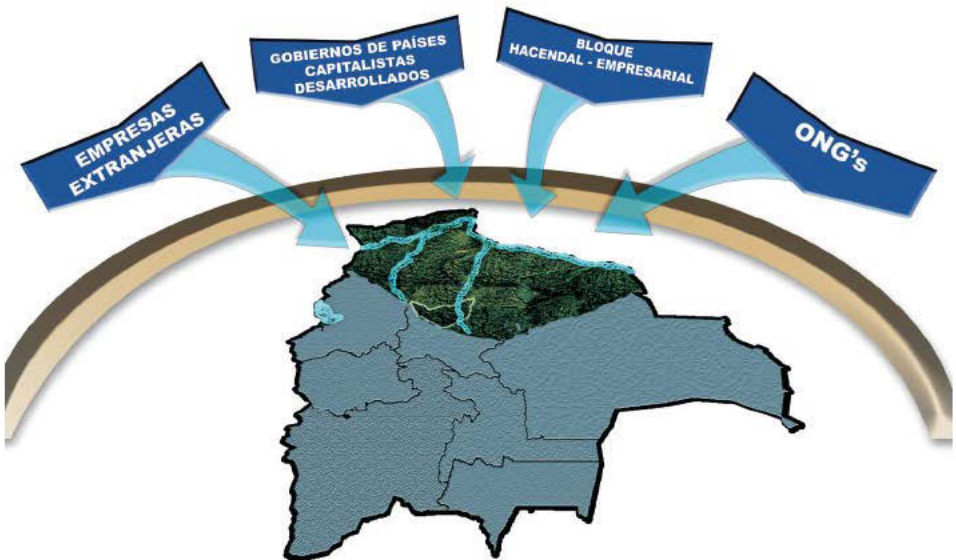 EMPRESAS
EXTRANJERAS
GOBIERNOS DE PAÍSES
CAPITALISTAS
DESARROLLADOS
BLOQUE
HACENDAL - EMPRESARIAL
ONG's